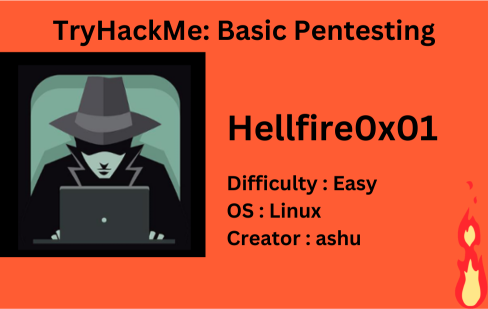 TryHackMe: Basic Pentesting
Hellfire0x01
Difficulty : Easy
OS : Linux
Creator : ashu